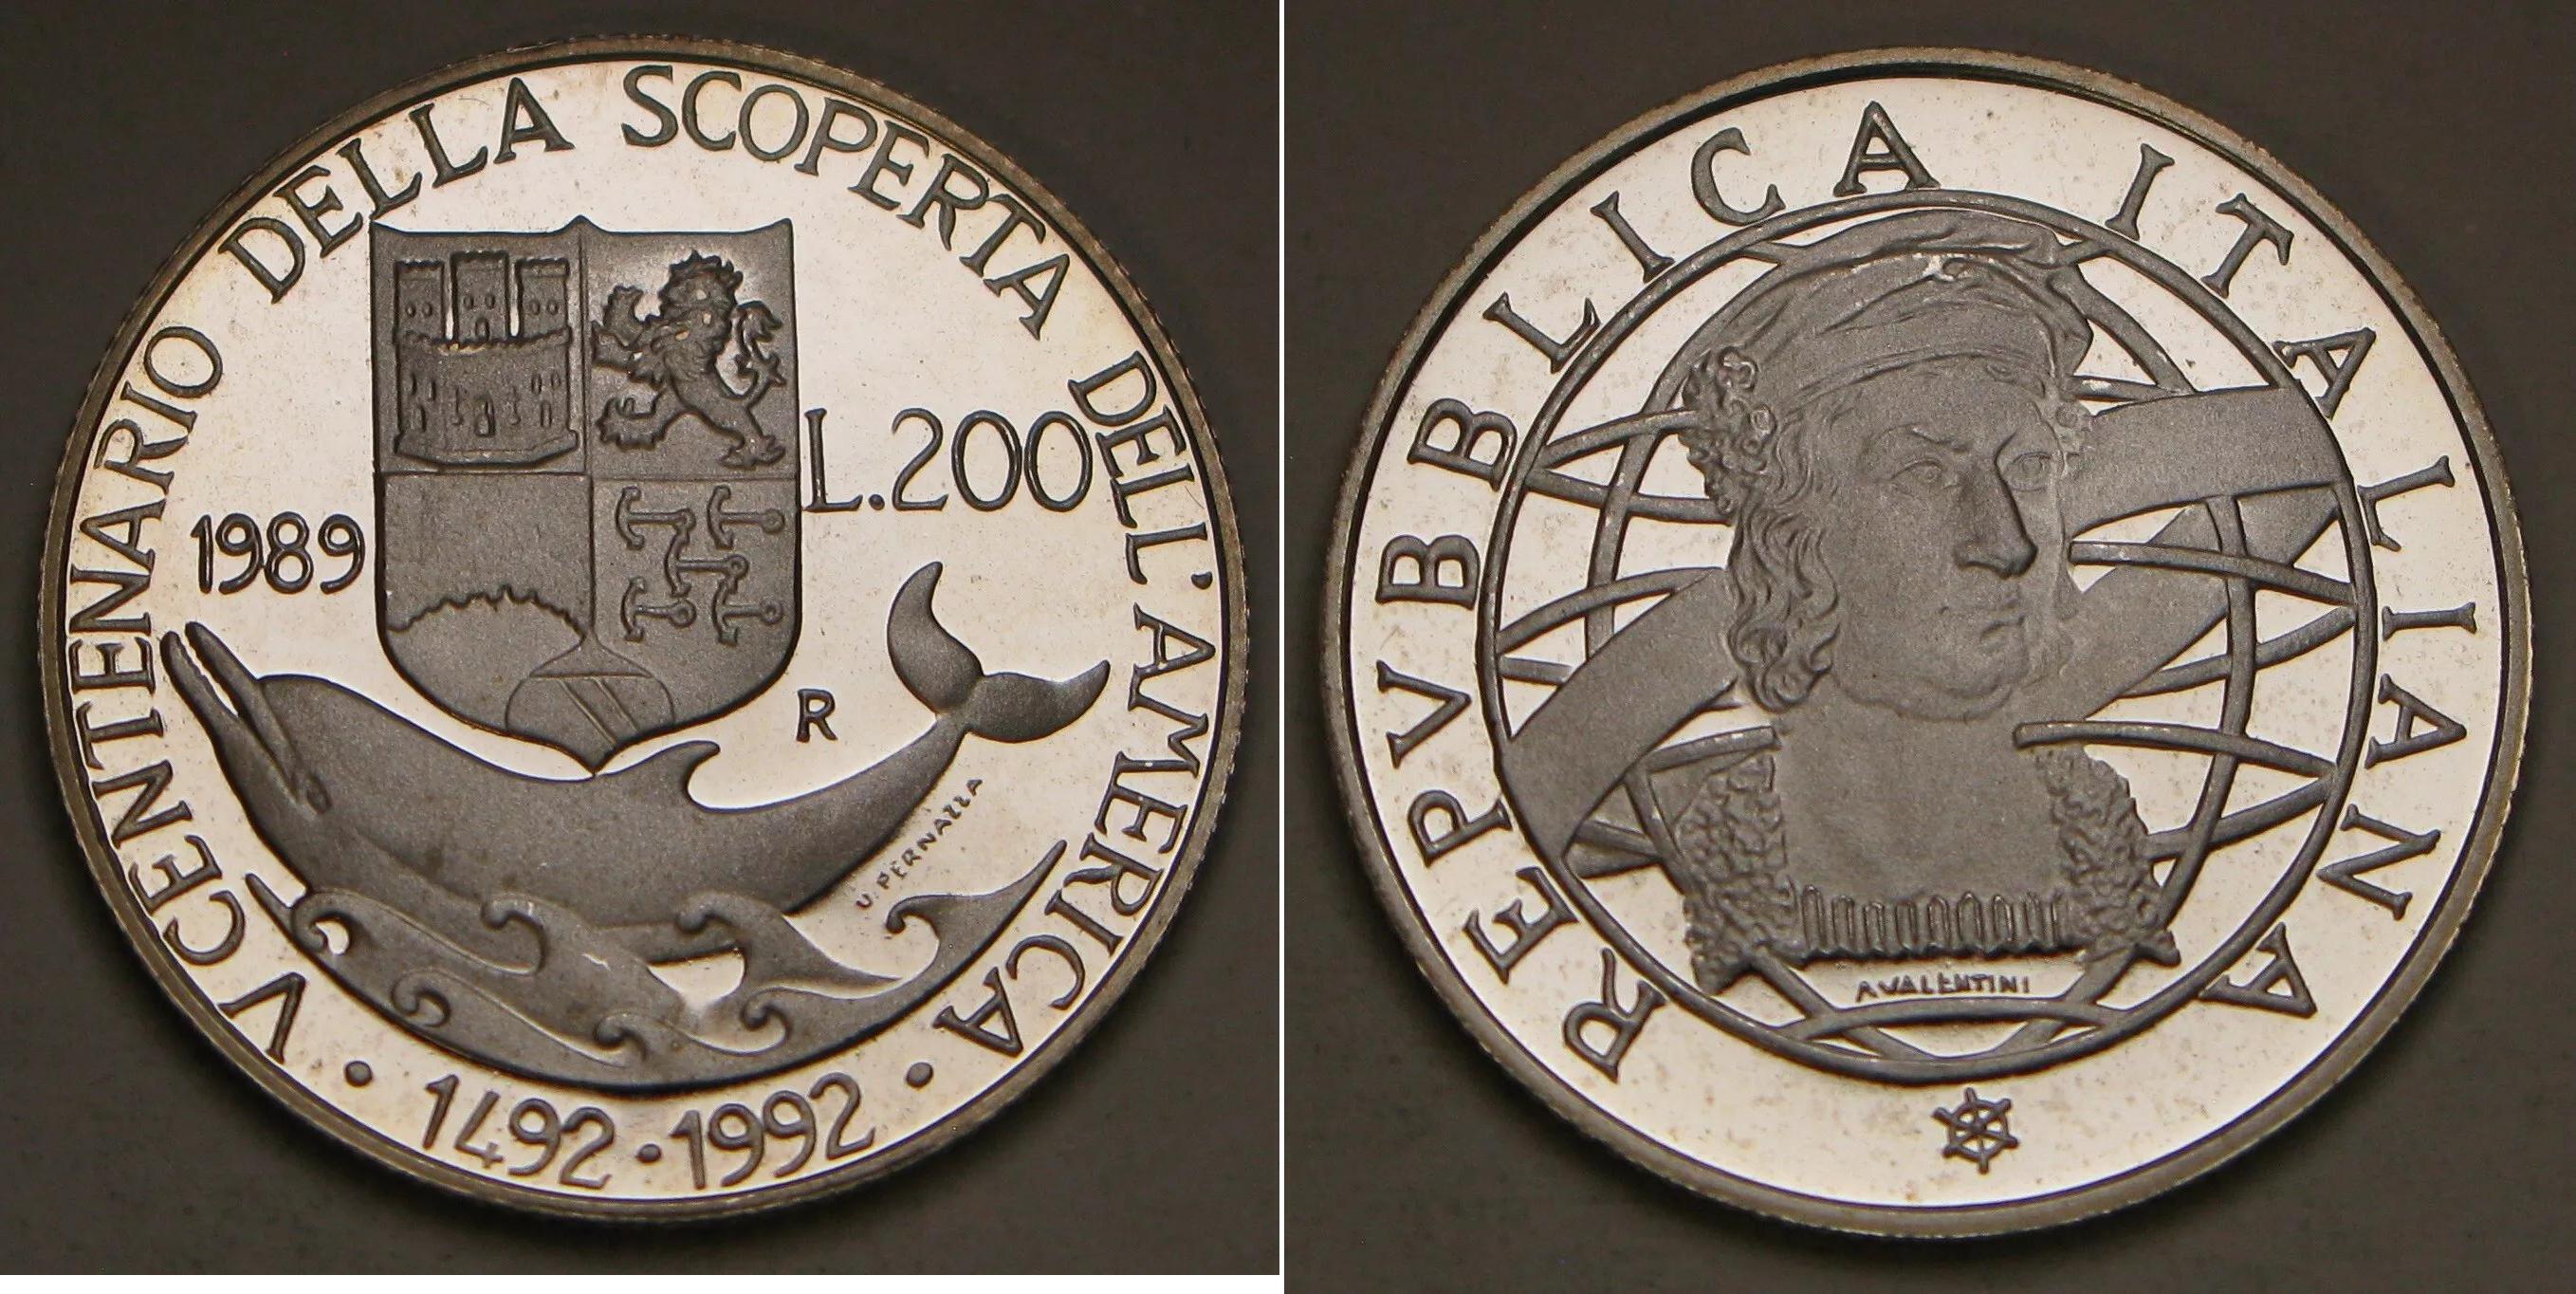 V CENTENARIO DELLA SCOPERTA DELL'AMERICA
1989
L.200
R
U. PERNAZZA
• 1492 • 1992 •
REPVBBLICA ITALIANA
A VALENTINI